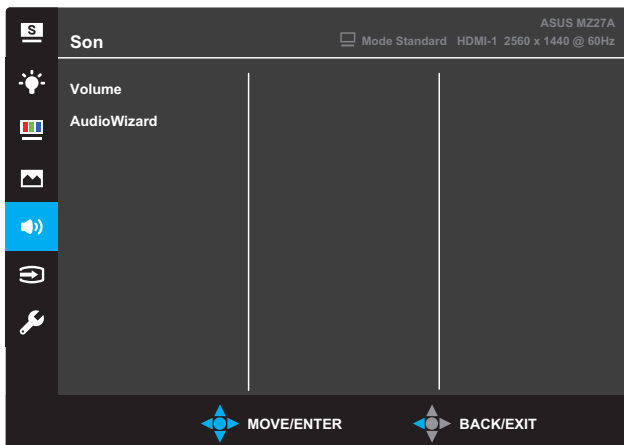 S
ASUS MZ27A
Son
Mode Standard HDMI-1 2560 x 1440 @ 60Hz
Volume
AudioWizard
MOVE/ENTER BACK/EXIT